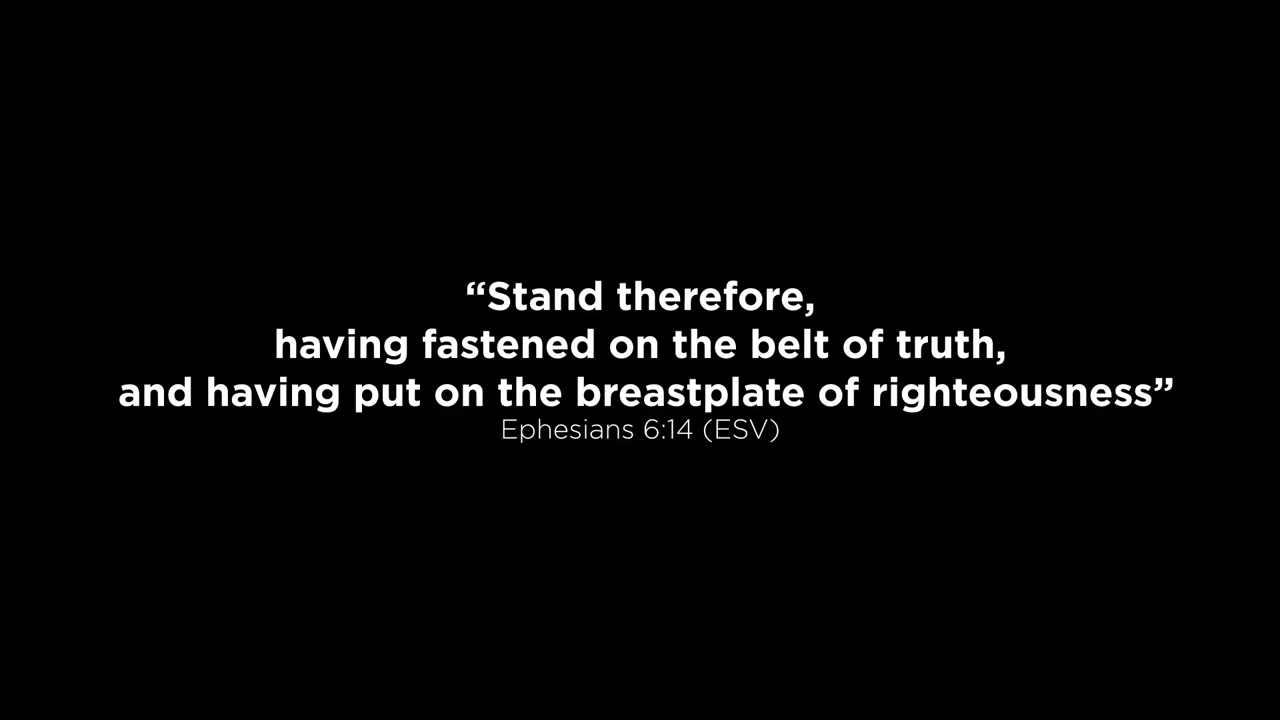 “Stand therefore,
having fastened on the belt of truth,
and having put on the breastplate of righteousness”
Ephesians 6:14 (ESV)